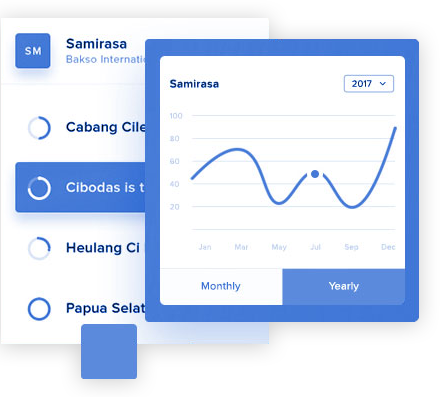 SM
Samirasa
Bakso Internati
Cabang Cile
Cibodas is t
Heulang Ci
Papua Selat
Samirasa
2017
100
80
60
40
20
Jan Mar May Jul Sep Dec
Monthly Yearly